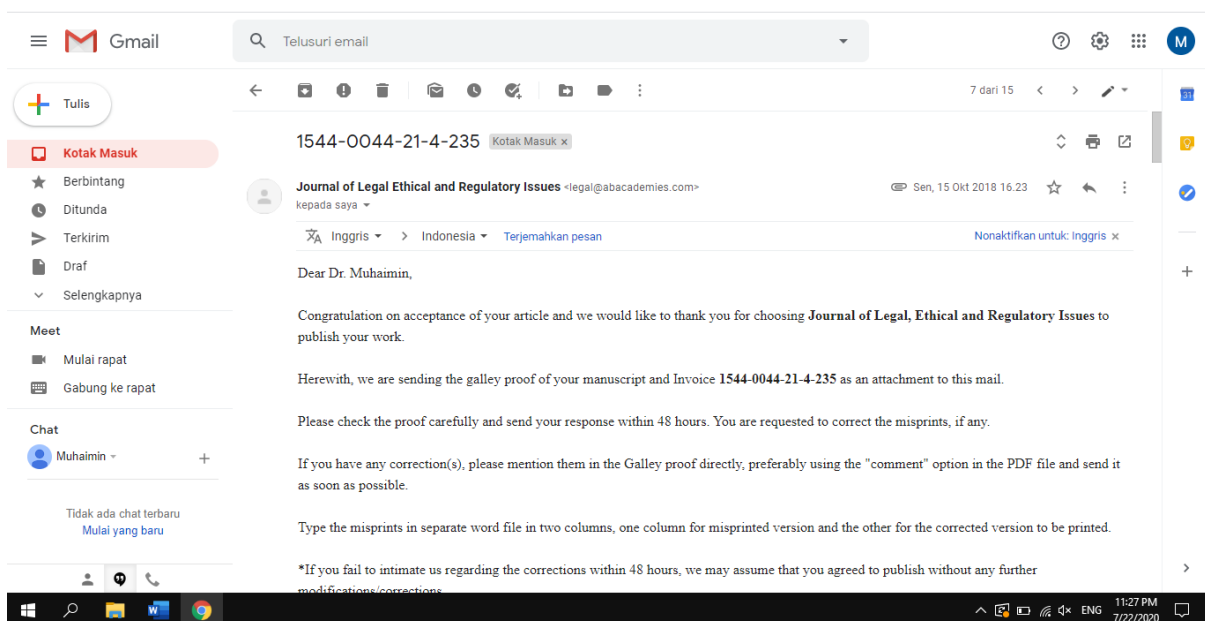 Gmail
Telusuri email
M
Tulis
7 dari 15
31
Kotak Masuk
Berbintang
Ditunda
Terkirim
Draf
Selengkapnya
Meet
Mulai rapat
Gabung ke rapat
Chat
Muhaimin
Tidak ada chat terbaru
Mulai yang baru
1544-0044-21-4-235 Kotak Masuk x
Journal of Legal Ethical and Regulatory Issues <legal@abacademies.com> Sen, 15 Okt 2018 16.23
kepada saya
Inggris > Indonesia Terjemahkan pesan Nonaktifkan untuk: Inggris x
Dear Dr. Muhaimin,
Congratulation on acceptance of your article and we would like to thank you for choosing Journal of Legal, Ethical and Regulatory Issues to
publish your work.
Herewith, we are sending the galley proof of your manuscript and Invoice 1544-0044-21-4-235 as an attachment to this mail.
Please check the proof carefully and send your response within 48 hours. You are requested to correct the misprints, if any.
If you have any correction(s), please mention them in the Galley proof directly, preferably using the "comment" option in the PDF file and send it
as soon as possible.
Type the misprints in separate word file in two columns, one column for misprinted version and the other for the corrected version to be printed.
*If you fail to intimate us regarding the corrections within 48 hours, we may assume that you agreed to publish without any further
modifications/corrections
ENG
11:27 PM
7/22/2020